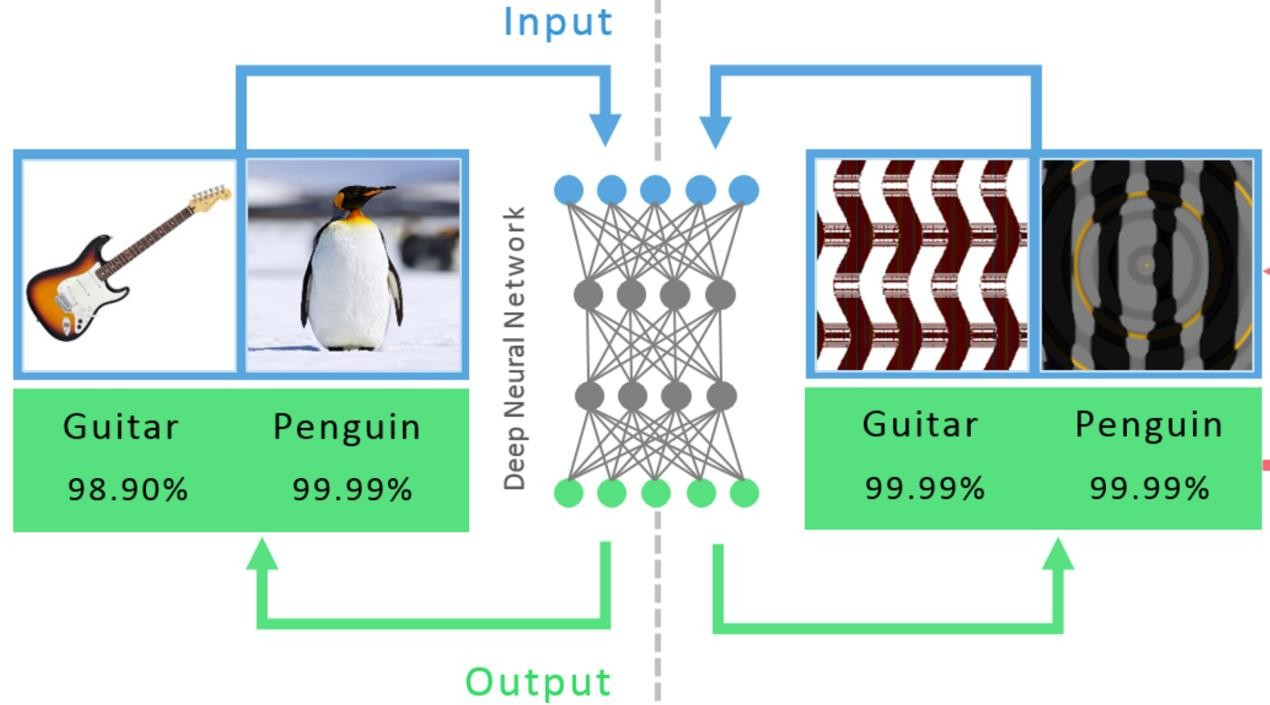 Input
Deep Neural Network
Guitar Penguin
98.90% 99.99%
Guitar Penguin
99.99% 99.99%
Output